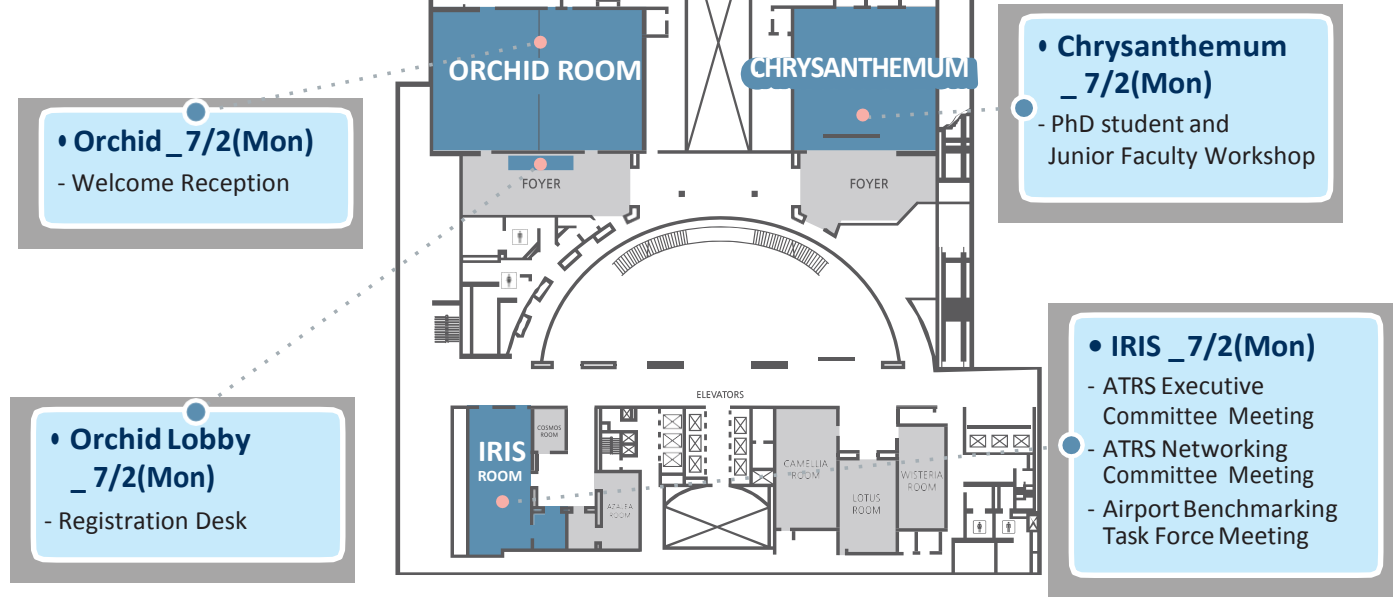 ORCHID ROOM
CHRYSANTHEMUM
• Chrysanthemum
_ 7/2(Mon)
- PhD student and
Junior Faculty Workshop
• Orchid _ 7/2(Mon)
- Welcome Reception
FOYER
FOYER
• IRIS _ 7/2(Mon)
- ATRS Executive
Committee Meeting
- ATRS Networking
Committee Meeting
- Airport Benchmarking
Task Force Meeting
ELEVATORS
• Orchid Lobby
_ 7/2(Mon)
- Registration Desk
IRIS
ROOM
COSMOS
ROOM
AZALEA
ROOM
CAMELLIA
ROOM
LOTUS
ROOM
WISTERIA
ROOM